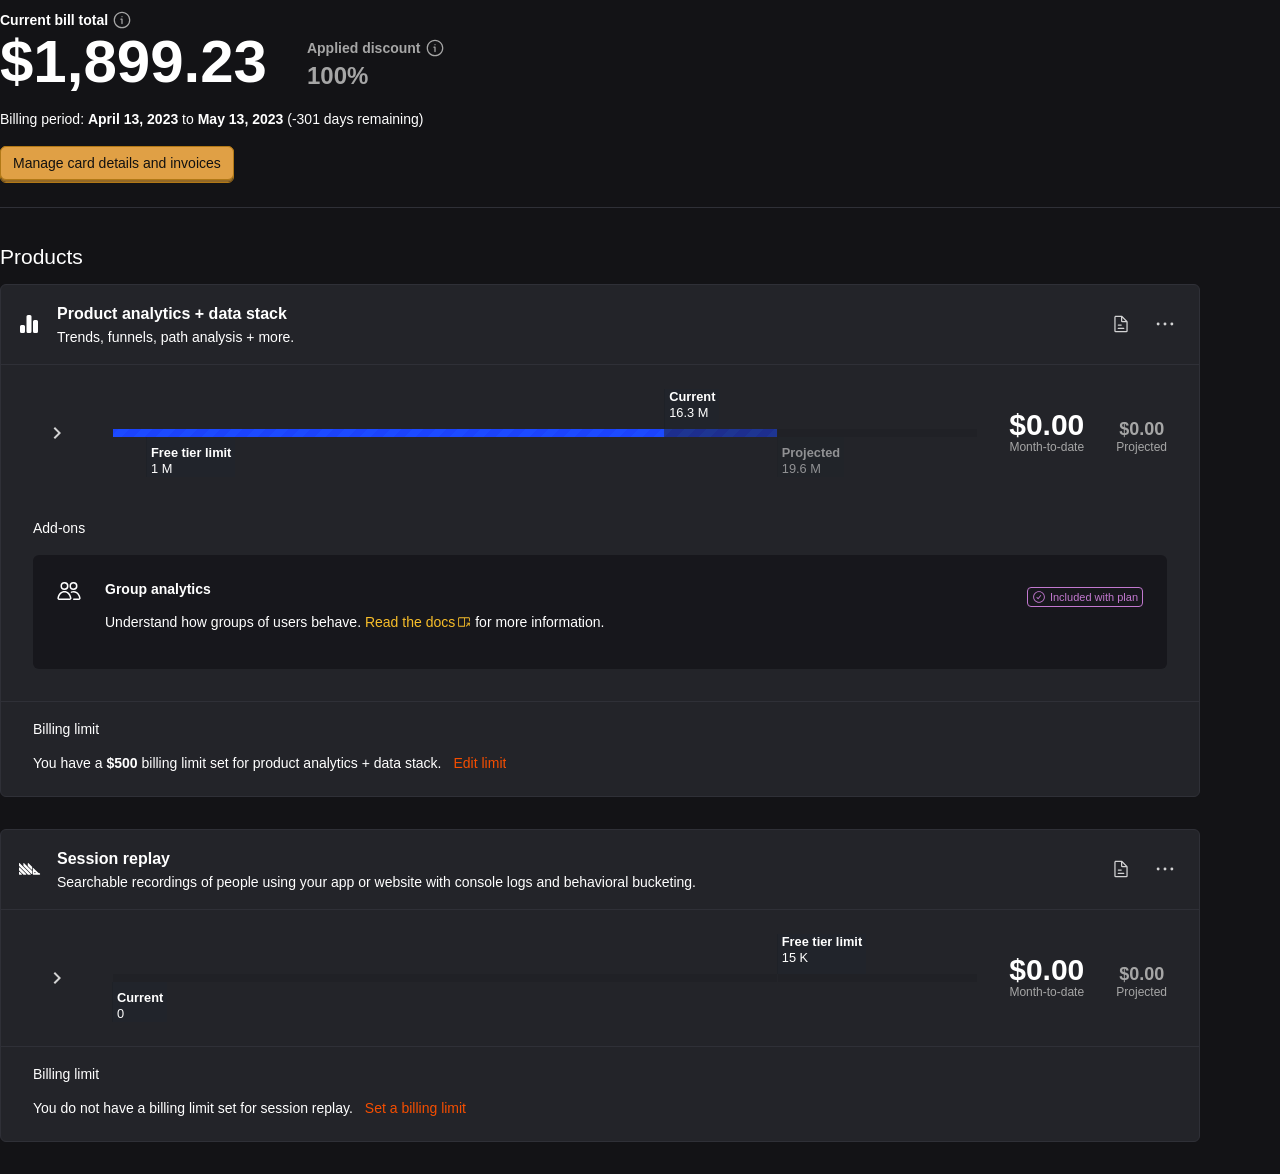 Current bill total
$1,899.23
Applied discount
100%
Billing period: April 13, 2023 to May 13, 2023 (-301 days remaining)
Manage card details and invoices
Products
Product analytics + data stack
Trends, funnels, path analysis + more.
Current
16.3 M
Free tier limit
1 M
Projected
19.6 M
$0.00
Month-to-date
$0.00
Projected
Add-ons
Group analytics
Included with plan
Understand how groups of users behave. Read the docs for more information.
Billing limit
You have a $500 billing limit set for product analytics + data stack. Edit limit
Session replay
Searchable recordings of people using your app or website with console logs and behavioral bucketing.
Free tier limit
15 K
Current
0
$0.00
Month-to-date
$0.00
Projected
Billing limit
You do not have a billing limit set for session replay. Set a billing limit